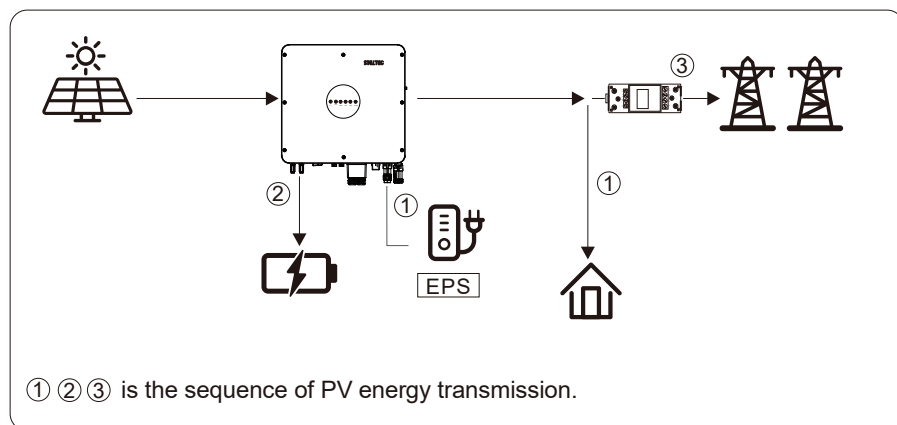 ③
①
②
①
EPS
① ② ③ is the sequence of PV energy transmission.